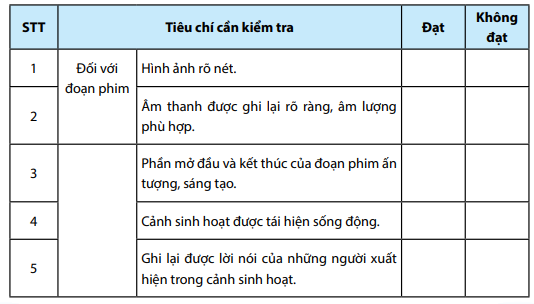 STT Tiêu chí cần kiểm tra Đạt Không đạt
1 Đối với đoạn phim Hình ảnh rõ nét.
2 Âm thanh được ghi lại rõ ràng, âm lượng
phù hợp.
3 Phần mở đầu và kết thúc của đoạn phim ấn
tượng, sáng tạo.
4 Cảnh sinh hoạt được tái hiện sống động.
5 Ghi lại được lời nói của những người xuất
hiện trong cảnh sinh hoạt.